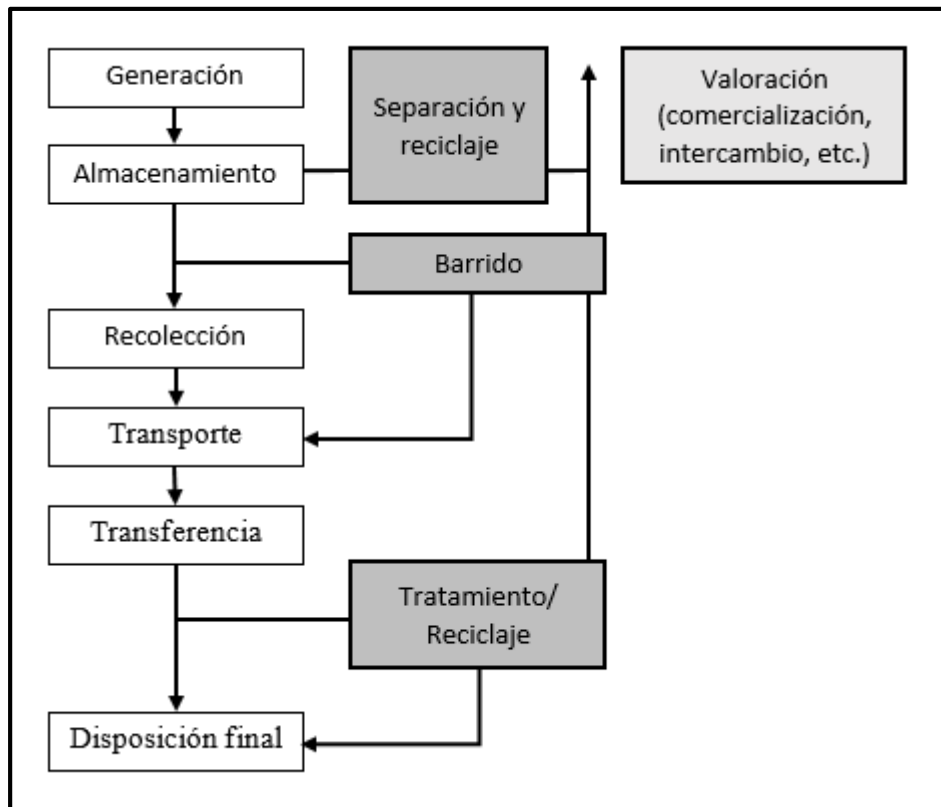 Generación
Separación y
reciclaje
Valoración
(comercialización,
intercambio, etc.)
Almacenamiento
Barrido
Recolección
Transporte
Transferencia
Tratamiento/
Reciclaje
Disposición final